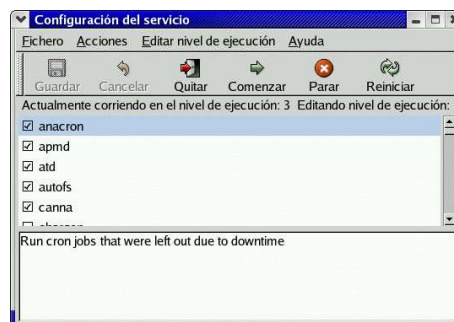 Configuración del servicio
Fichero Acciones Editar nivel de ejecución Ayuda
Guardar Cancelar Quitar Comenzar Parar Reiniciar
Actualmente corriendo en el nivel de ejecución: 3 Editando nivel de ejecución:
anacron
apmd
atd
autofs
canna
Run cron jobs that were left out due to downtime